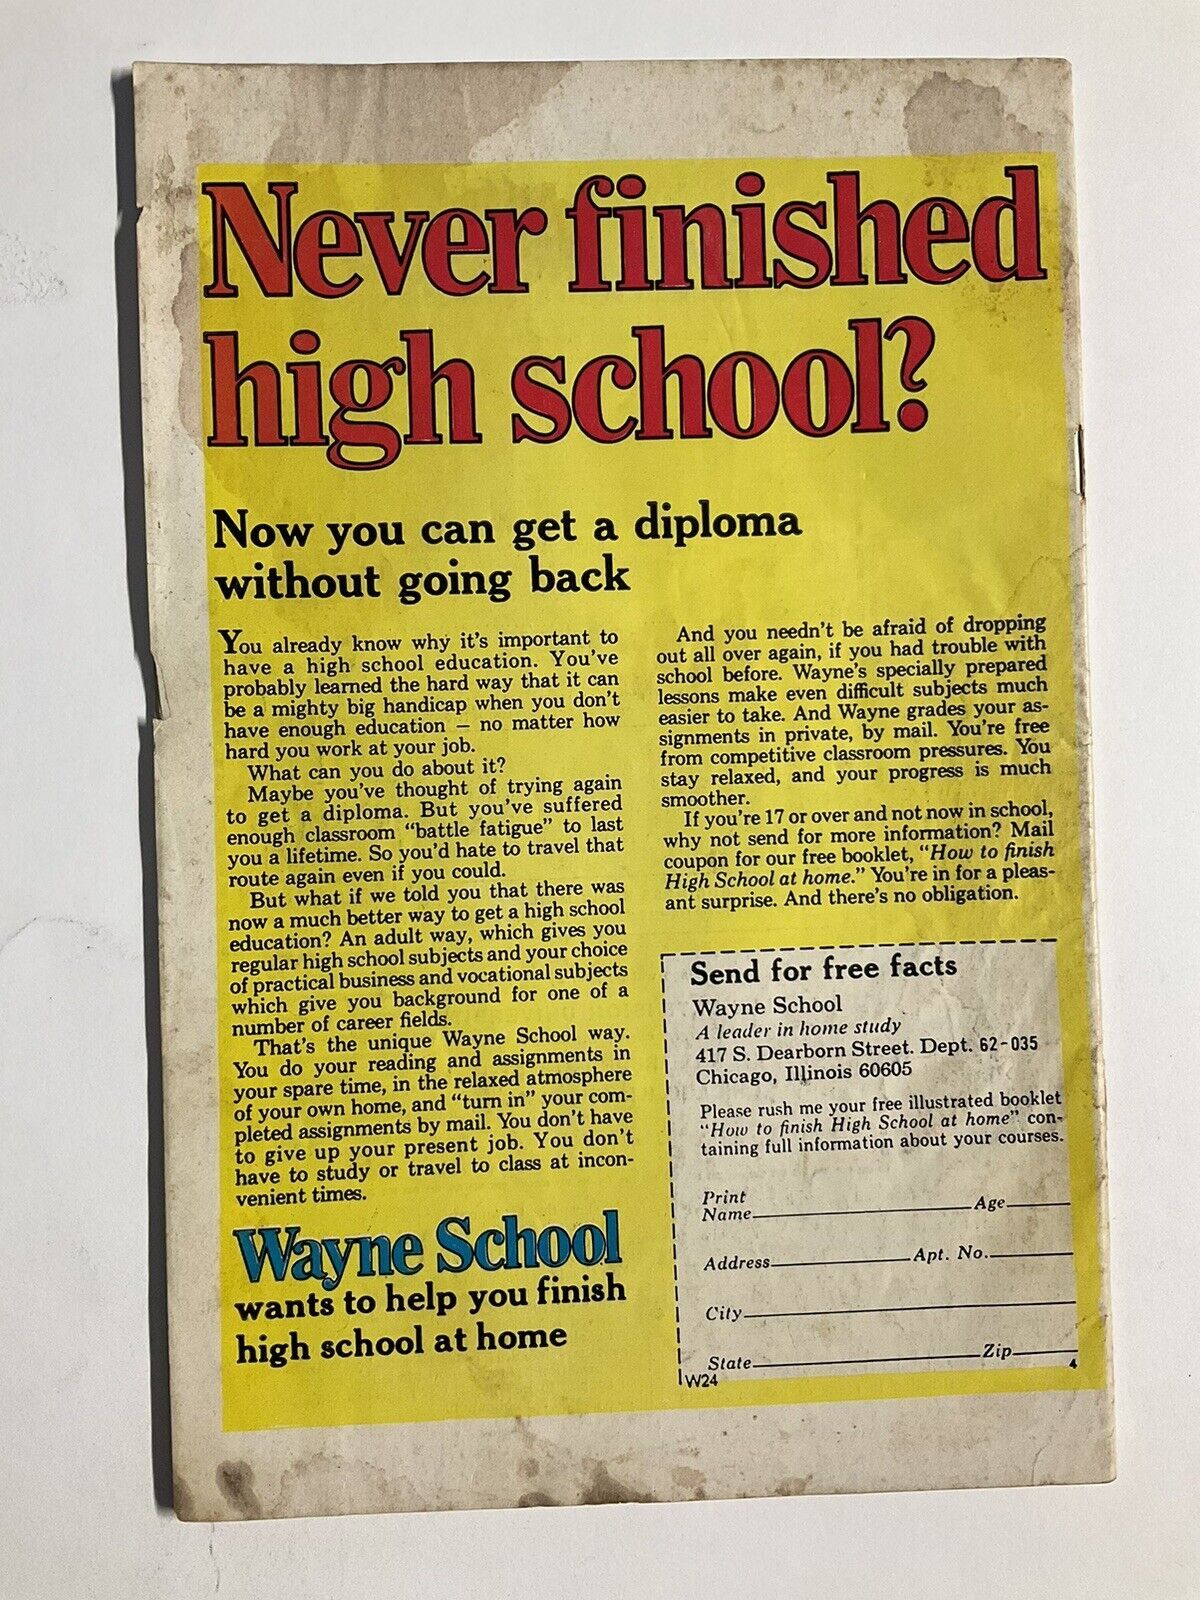 Never finished
high school?
Now you can get a diploma
without going back
You already know why it's important to
have a high school education. You've
probably learned the hard way that it can
be a mighty big handicap when you don't
have enough education – no matter how
hard you work at your job.
What can you do about it?
Maybe you've thought of trying again
to get a diploma. But you've suffered
enough classroom "battle fatigue" to last
you a lifetime. So you'd hate to travel that
route again even if you could.
But what if we told you that there was
now a much better way to get a high school
education? An adult way, which gives you
regular high school subjects and your choice
of practical business and vocational subjects
which give you background for one of a
number of career fields.
That's the unique Wayne School way.
You do your reading and assignments in
your spare time, in the relaxed atmosphere
of your own home, and "turn in" your com-
pleted assignments by mail. You don't have
to give up your present job. You don't
have to study or travel to class at incon-
venient times.
Wayne School
wants to help you finish
high school at home
And you needn't be afraid of dropping
out all over again, if you had trouble with
school before. Wayne's specially prepared
lessons make even difficult subjects much
easier to take. And Wayne grades your as-
signments in private, by mail. You're free
from competitive classroom pressures. You
stay relaxed, and your progress is much
smoother.
If you're 17 or over and not now in school,
why not send for more information? Mail
coupon for our free booklet, "How to finish
High School at home." You're in for a pleas-
ant surprise. And there's no obligation.
Send for free facts
Wayne School
A leader in home study
417 S. Dearborn Street. Dept. 62-035
Chicago, Illinois 60605
Please rush me your free illustrated booklet
"How to finish High School at home" con-
taining full information about your courses.
Print
Name Age
Address Apt. No.
City
State Zip
W24 4